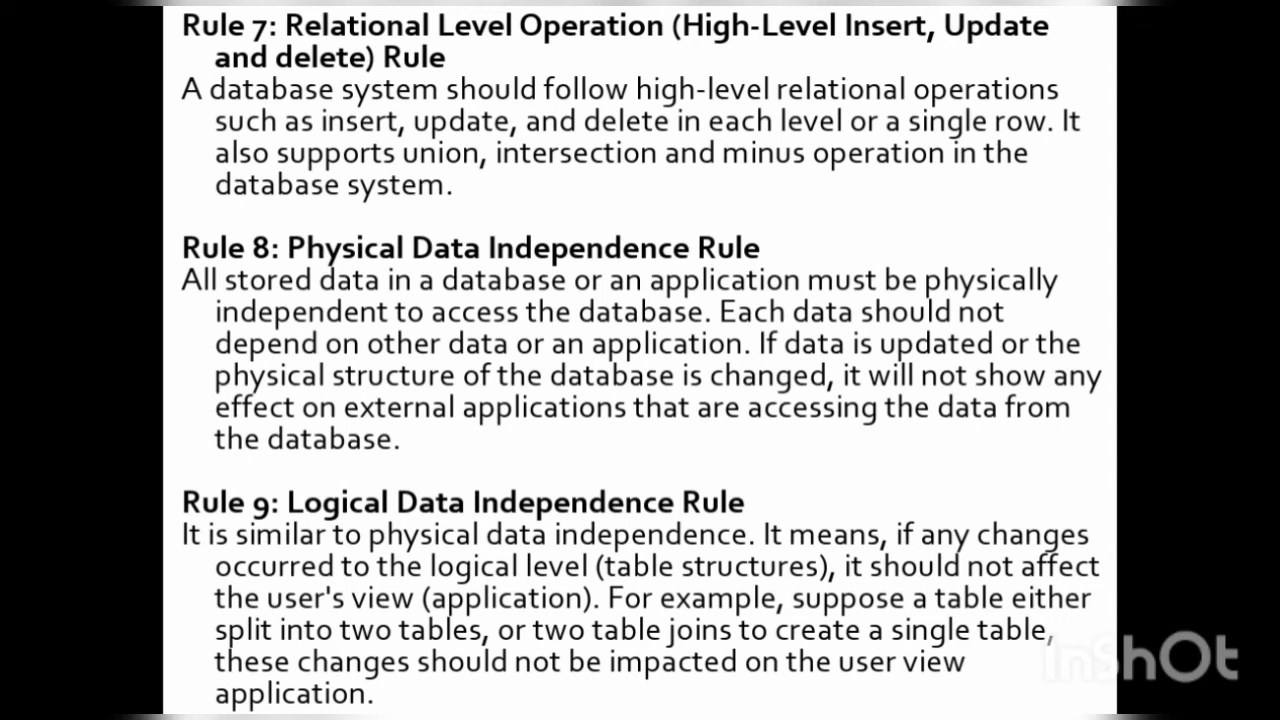 Rule 7: Relational Level Operation (High-Level Insert, Update
and delete) Rule
A database system should follow high-level relational operations
such as insert, update, and delete in each level or a single row. It
also supports union, intersection and minus operation in the
database system.
Rule 8: Physical Data Independence Rule
All stored data in a database or an application must be physically
independent to access the database. Each data should not
depend on other data or an application. If data is updated or the
physical structure of the database is changed, it will not show any
effect on external applications that are accessing the data from
the database.
Rule 9: Logical Data Independence Rule
It is similar to physical data independence. It means, if any changes
occurred to the logical level (table structures), it should not affect
the user's view (application). For example, suppose a table either
split into two tables, or two table joins to create a single table,
these changes should not be impacted on the user view
application.
InShOt